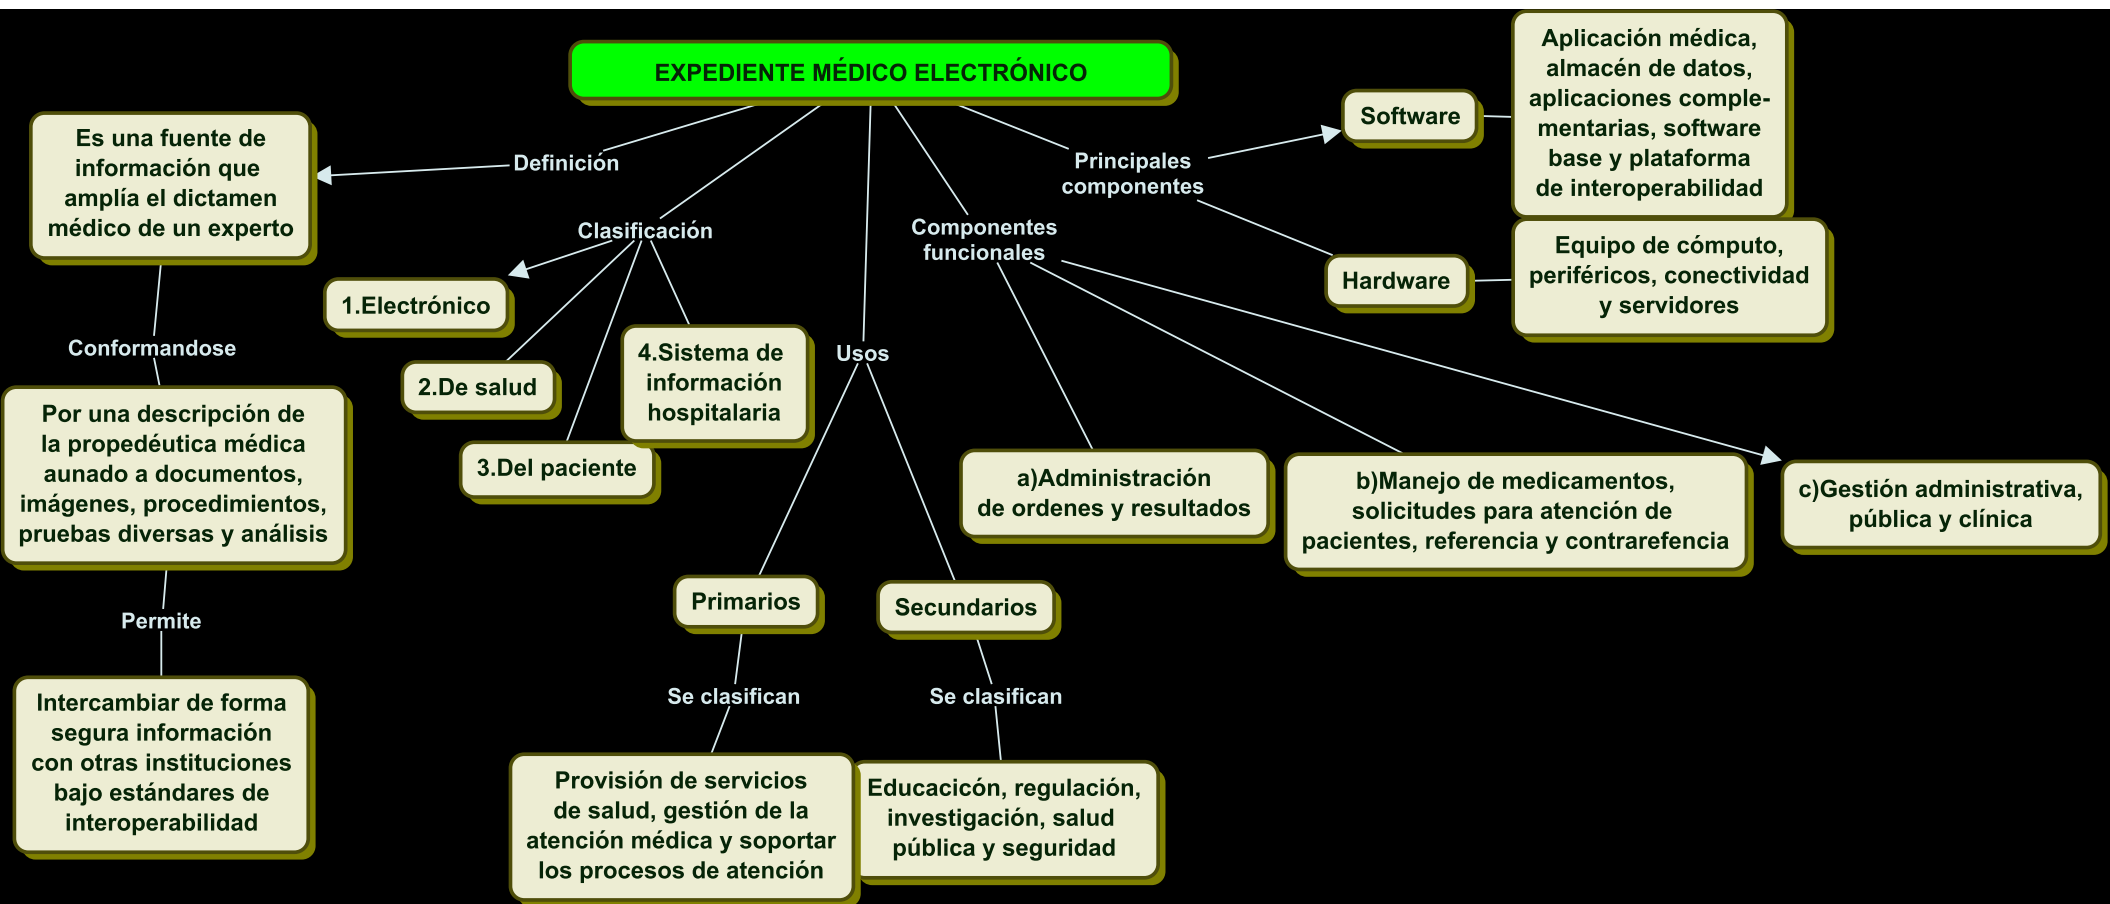 EXPEDIENTE MÉDICO ELECTRÓNICO
Definición
Es una fuente de
información que
amplía el dictamen
médico de un experto
Conformandose
Por una descripción de
la propedéutica médica
aunado a documentos,
imágenes, procedimientos,
pruebas diversas y análisis
Permite
Intercambiar de forma
segura información
con otras instituciones
bajo estándares de
interoperabilidad
Clasificación
1.Electrónico
2.De salud
3.Del paciente
4.Sistema de
información
hospitalaria
Usos
Primarios
Se clasifican
Provisión de servicios
de salud, gestión de la
atención médica y soportar
los procesos de atención
Secundarios
Se clasifican
Educacicón, regulación,
investigación, salud
pública y seguridad
Componentes
funcionales
a)Administración
de ordenes y resultados
b)Manejo de medicamentos,
solicitudes para atención de
pacientes, referencia y contrarefencia
c)Gestión administrativa,
pública y clínica
Principales
componentes
Software
Aplicación médica,
almacén de datos,
aplicaciones comple-
mentarias, software
base y plataforma
de interoperabilidad
Hardware
Equipo de cómputo,
periféricos, conectividad
y servidores